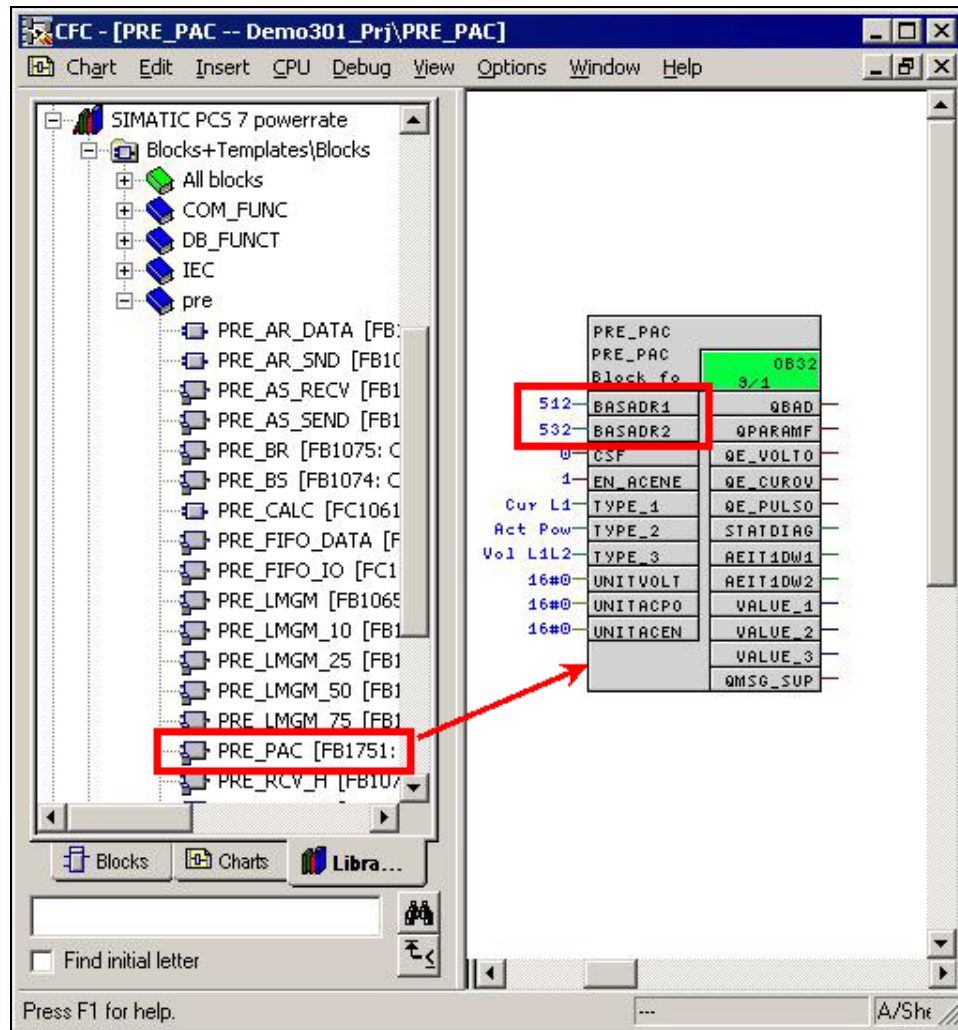 CFC - [PRE_PAC -- Demo301_Prj\PRE_PAC]
Chart Edit Insert CPU Debug View Options Window Help
SIMATIC PCS 7 powerrate
Blocks+Templates\Blocks
All blocks
COM_FUNC
DB_FUNCT
IEC
pre
PRE_AR_DATA [FB1
PRE_AR_SND [FB10
PRE_AS_RECV [FB1
PRE_AS_SEND [FB1
PRE_BR [FB1075: C
PRE_BS [FB1074: C
PRE_CALC [FC1061
PRE_FIFO_DATA [F
PRE_FIFO_IO [FC1
PRE_LMGM [FB1065
PRE_LMGM_10 [FB1
PRE_LMGM_25 [FB1
PRE_LMGM_50 [FB1
PRE_LMGM_75 [FB1
PRE_PAC [FB1751:
PRE_RCV_H [FB107
Blocks Charts Libra...
Find initial letter
Press F1 for help.
--- A/She
PRE_PAC
PRE_PAC OB32
Block fo 9/1
512 BASADR1 QBAD
532 BASADR2 QPARAMF
0 CSF QE_VOLTO
1 EN_ACENE QE_CUROV
Cur L1 TYPE_1 QE_PULSO
Act Pow TYPE_2 STATDIAG
Vol L1L2 TYPE_3 AEIT1DW1
16#0 UNITVOLT AEIT1DW2
16#0 UNITACPO VALUE_1
16#0 UNITACEN VALUE_2
VALUE_3
QMSG_SUP